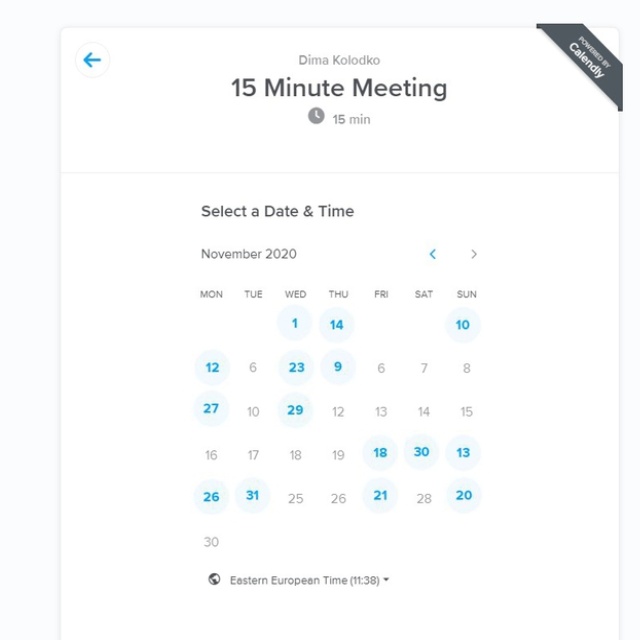 Dima Kolodko
POWERED BY
Calendly
15 Minute Meeting
15 min
Select a Date & Time
November 2020
MON TUE WED THU FRI SAT SUN
1 14 10
12 6 23 9 6 7 8
27 10 29 12 13 14 15
16 17 18 19 18 30 13
26 31 25 26 21 28 20
30
Eastern European Time (11:38)